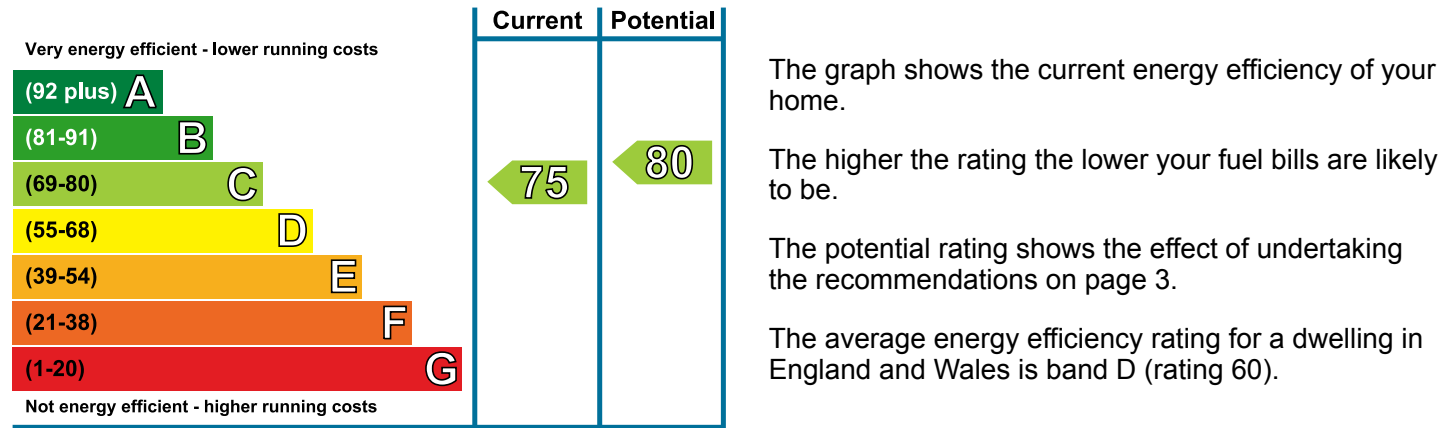 Current Potential
Very energy efficient - lower running costs
(92 plus) A
(81-91) B
(69-80) C
(55-68) D
(39-54) E
(21-38) F
(1-20) G
Not energy efficient - higher running costs
75
80
The graph shows the current energy efficiency of your
home.
The higher the rating the lower your fuel bills are likely
to be.
The potential rating shows the effect of undertaking
the recommendations on page 3.
The average energy efficiency rating for a dwelling in
England and Wales is band D (rating 60).